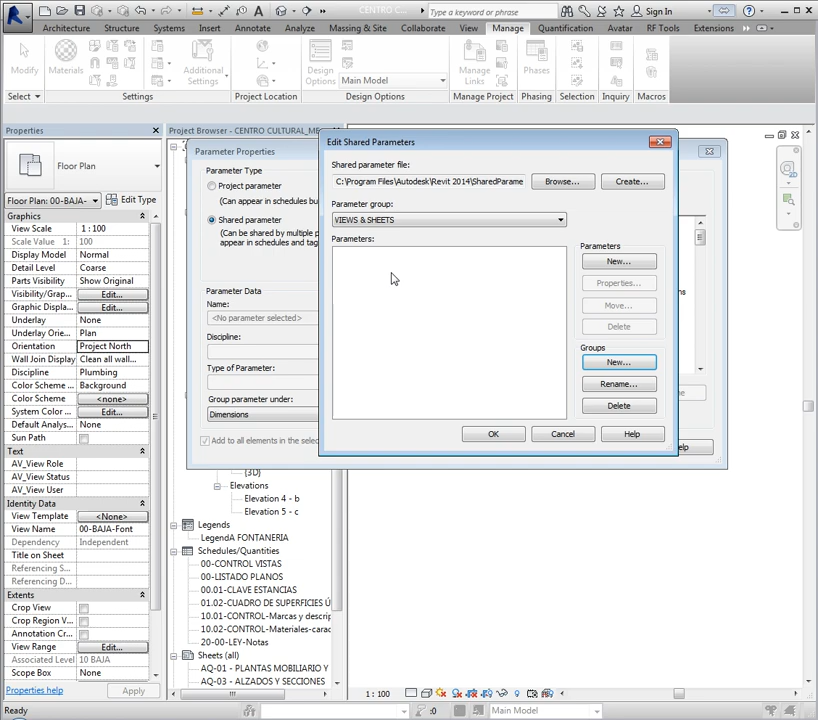 CENTRO C...
Type a keyword or phrase
Sign In
Architecture
Structure
Systems
Insert
Annotate
Analyze
Massing & Site
Collaborate
View
Manage
Quantification
Avatar
RF Tools
Extensions
Modify
Materials
Additional
Settings
Design
Options
Main Model
Manage
Links
Phases
Select
Settings
Project Location
Design Options
Manage Project
Phasing
Selection
Inquiry
Macros
Properties
Floor Plan
Floor Plan: 00-BAJA-
Edit Type
Graphics
View Scale
1 : 100
Scale Value 1:
100
Display Model
Normal
Detail Level
Coarse
Parts Visibility
Show Original
Visibility/Grap...
Edit...
Graphic Displa...
Edit...
Underlay
None
Underlay Orie...
Plan
Orientation
Project North
Wall Join Display
Clean all wall...
Discipline
Plumbing
Color Scheme ...
Background
Color Scheme
<none>
System Color ...
Edit...
Default Analys...
None
Sun Path
Text
AV_View Role
AV_View Status
AV_View User
Identity Data
View Template
<None>
View Name
00-BAJA-Font
Dependency
Independent
Title on Sheet
Referencing S...
Referencing D...
Extents
Crop View
Crop Region V...
Annotation Cr...
View Range
Edit...
Associated Level
10 BAJA
Scope Box
None
Properties help
Apply
Project Browser - CENTRO CULTURAL_ME...
{3D}
Elevations
Elevation 4 - b
Elevation 5 - c
Legends
LegendA FONTANERIA
Schedules/Quantities
00-CONTROL VISTAS
00-LISTADO PLANOS
00.01-CLAVE ESTANCIAS
01.02-CUADRO DE SUPERFICIES Ú
10.01-CONTROL-Marcas y descrip
10.02-CONTROL-Materiales-carac
20-00-LEY-Notas
Sheets (all)
AQ-01 - PLANTAS MOBILIARIO Y
AQ-03 - ALZADOS Y SECCIONES
Parameter Properties
Parameter Type
Project parameter
(Can appear in schedules bu
Shared parameter
(Can be shared by multiple p
appear in schedules and tag
Parameter Data
Name:
<No parameter selected>
Discipline:
Type of Parameter:
Group parameter under:
Dimensions
Add to all elements in the selec
Edit Shared Parameters
Shared parameter file:
C:\Program Files\Autodesk\Revit 2014\SharedParame
Browse...
Create...
Parameter group:
VIEWS & SHEETS
Parameters:
Parameters
New...
Properties...
Move...
Delete
Groups
New...
Rename...
Delete
OK
Cancel
Help
1 : 100
Ready
:0
Main Model